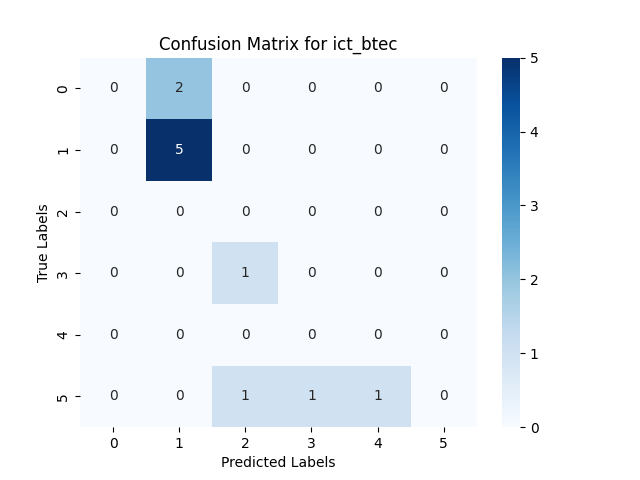 Confusion Matrix for ict_btec
0 0 2 0 0 0 0
1 0 5 0 0 0 0
2 0 0 0 0 0 0
3 0 0 1 0 0 0
4 0 0 0 0 0 0
5 0 0 1 1 1 0
0 1 2 3 4 5
True Labels
Predicted Labels
5
4
3
2
1
0